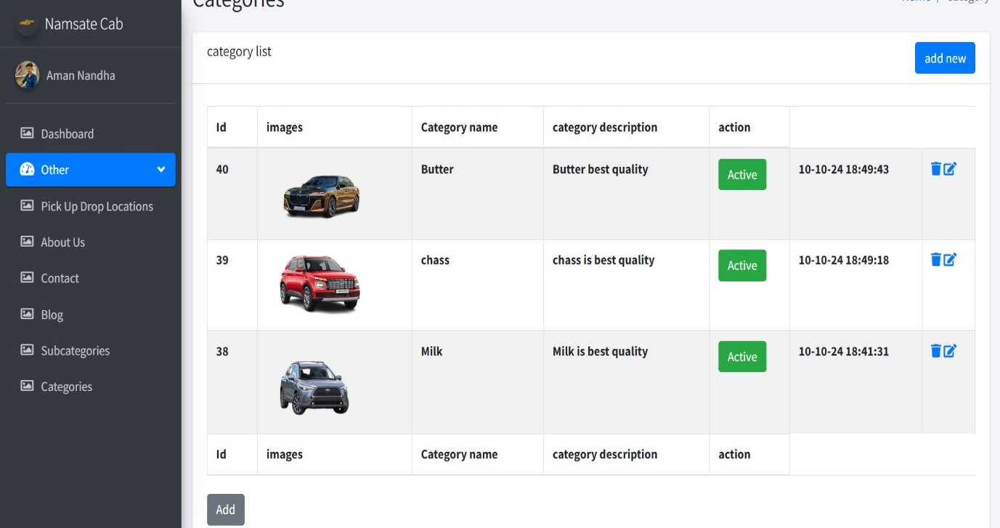 Namsate Cab
Aman Nandha
Dashboard
Other
Pick Up Drop Locations
About Us
Contact
Blog
Subcategories
Categories
Categories
Home / Category
category list
add new
Id images Category name category description action
40 Butter Butter best quality Active 10-10-24 18:49:43
39 chass chass is best quality Active 10-10-24 18:49:18
38 Milk Milk is best quality Active 10-10-24 18:41:31
Id images Category name category description action
Add